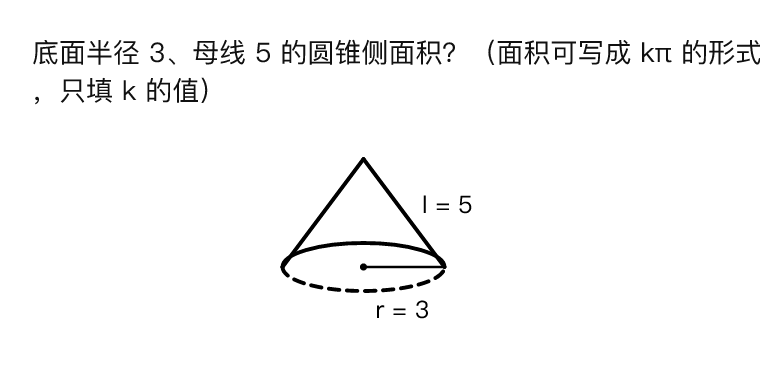 底面半径 3、母线 5 的圆锥侧面积？（面积可写成 kπ 的形式
，只填 k 的值）
l = 5
r = 3